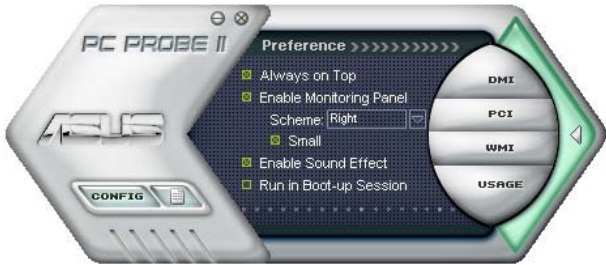 PC PROBE II
Preference
Always on Top
Enable Monitoring Panel
Scheme: Right
Small
Enable Sound Effect
Run in Boot-up Session
ASUS
CONFIG
DMI
PCI
WMI
USAGE